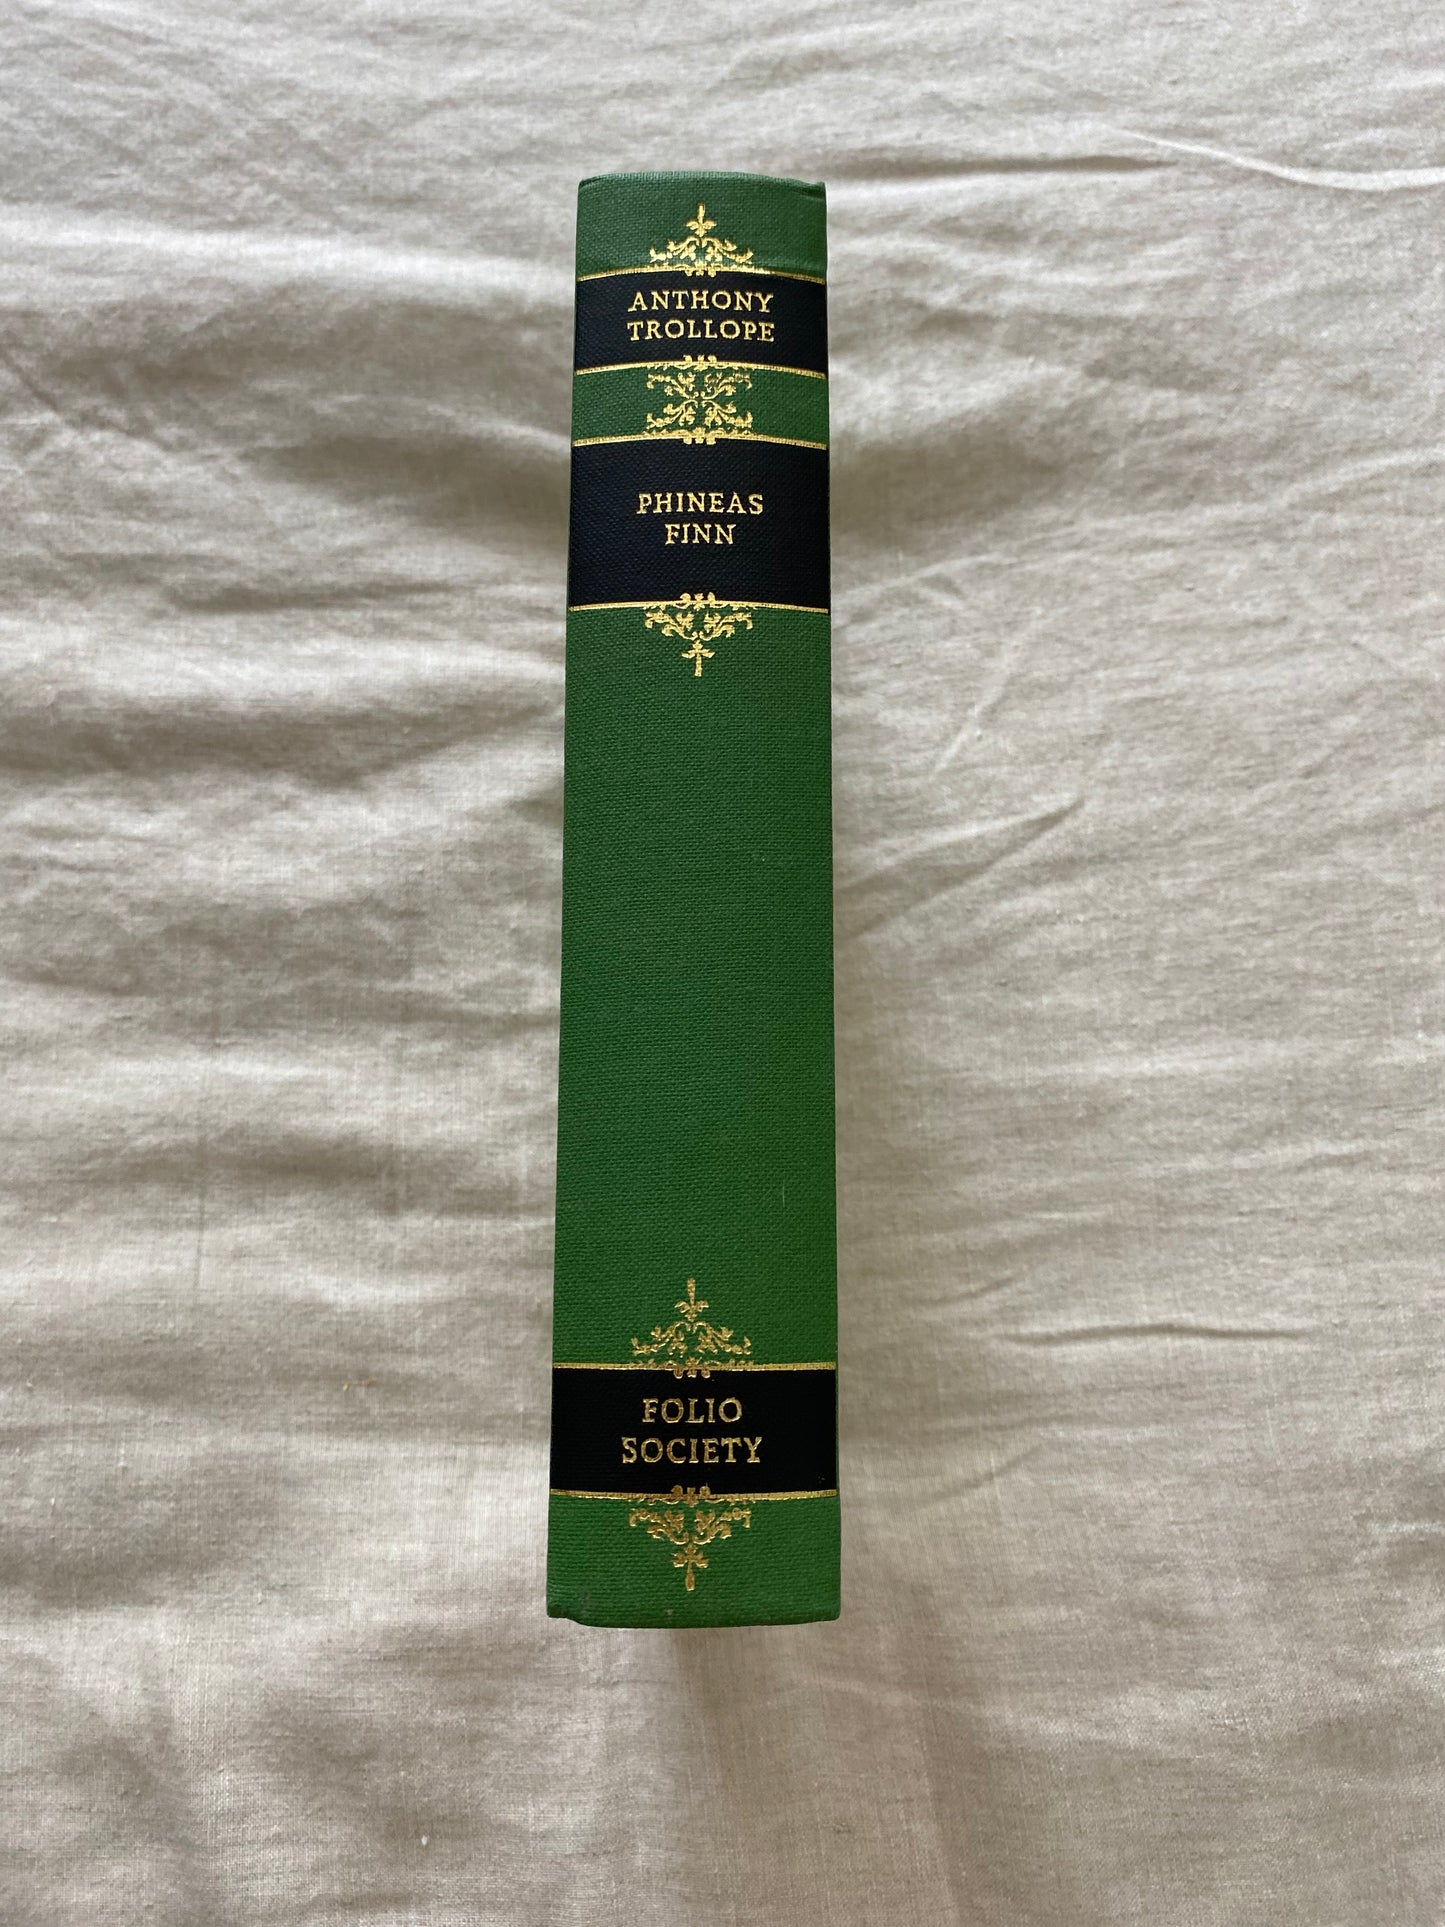 ANTHONY
TROLLOPE
PHINEAS
FINN
FOLIO
SOCIETY